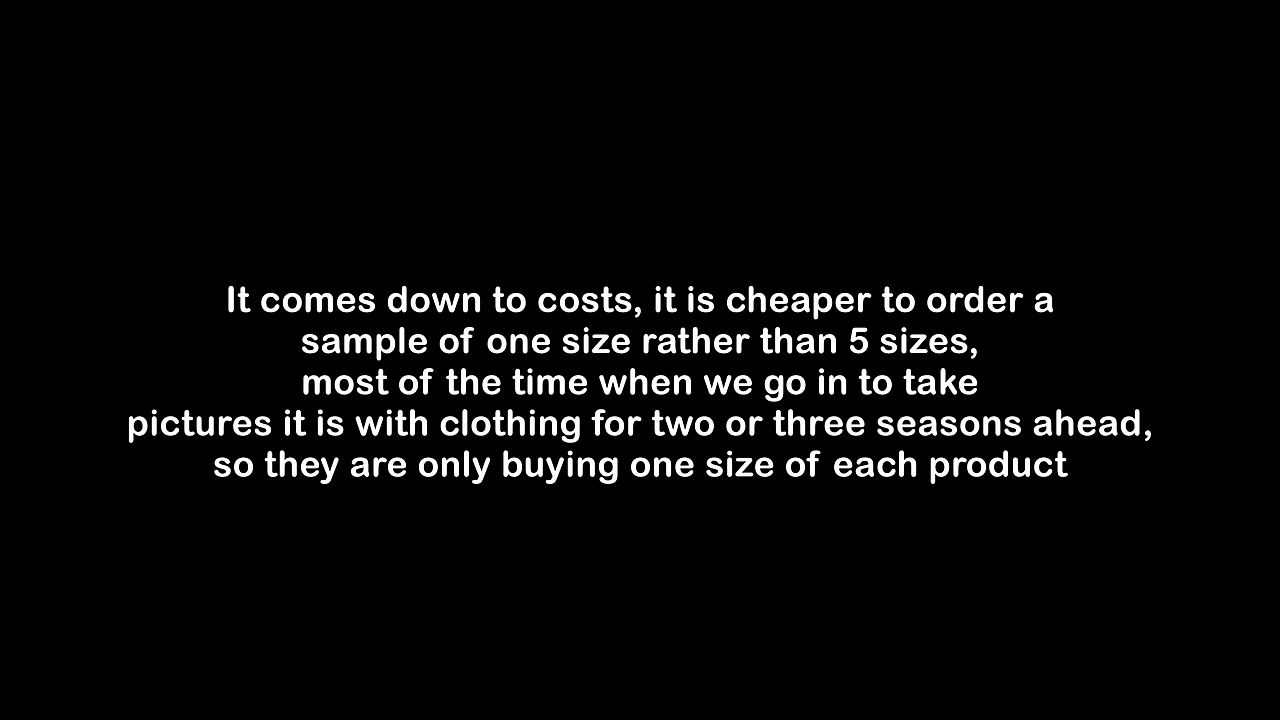 It comes down to costs, it is cheaper to order a
sample of one size rather than 5 sizes,
most of the time when we go in to take
pictures it is with clothing for two or three seasons ahead,
so they are only buying one size of each product